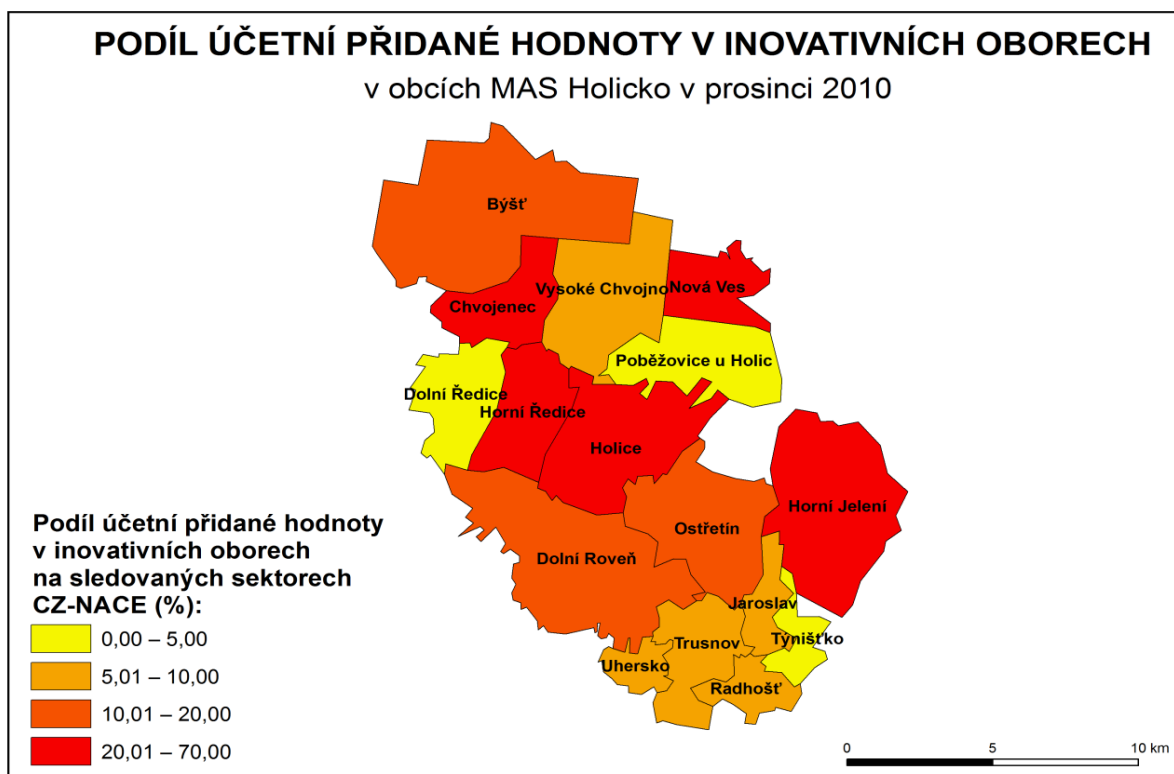 PODÍL ÚČETNÍ PŘIDANÉ HODNOTY V INOVATIVNÍCH OBORECH
v obcích MAS Holicko v prosinci 2010
Býšť
Vysoké Chvojno
Nová Ves
Chvojenec
Poběžovice u Holic
Dolní Ředice
Horní Ředice
Holice
Horní Jelení
Ostřetín
Dolní Roveň
Jaroslav
Týnišťko
Trusnov
Uhersko
Radhošť
Podíl účetní přidané hodnoty
v inovativních oborech
na sledovaných sektorech
CZ-NACE (%):
0,00 – 5,00
5,01 – 10,00
10,01 – 20,00
20,01 – 70,00
0 5 10 km